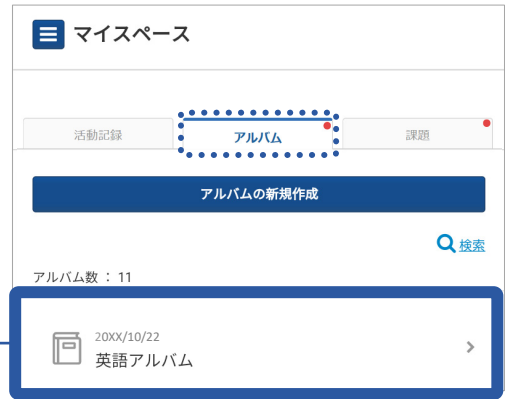 マイスペース
活動記録 アルバム 課題
アルバムの新規作成
検索
アルバム数 ： 11
20XX/10/22
英語アルバム